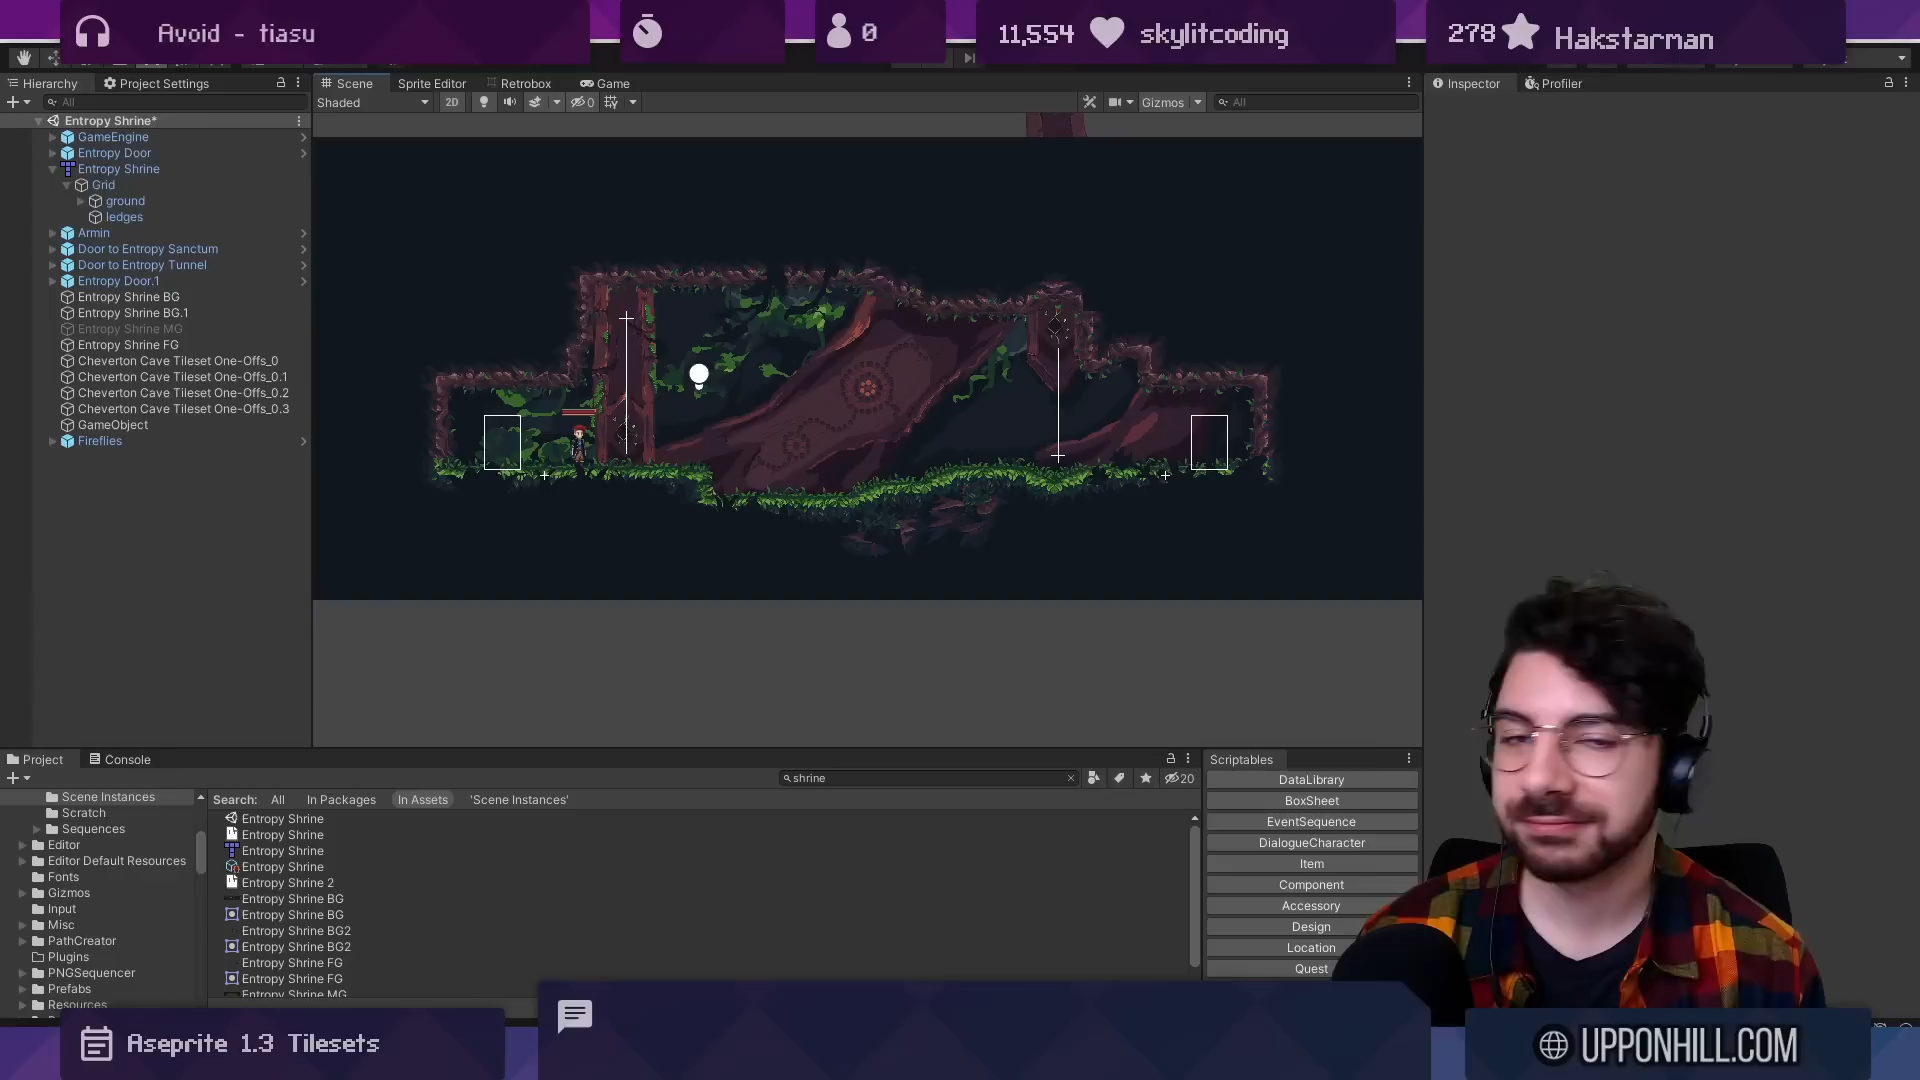 Avoid - tiasu
0
11,554 skylitcoding
278 Hakstarman
Hierarchy Project Settings
Scene Sprite Editor Retrobox Game
Inspector Profiler
All
Shaded 2D 0 Gizmos All
Entropy Shrine*
GameEngine
Entropy Door
Entropy Shrine
Grid
ground
ledges
Armin
Door to Entropy Sanctum
Door to Entropy Tunnel
Entropy Door.1
Entropy Shrine BG
Entropy Shrine BG.1
Entropy Shrine MG
Entropy Shrine FG
Cheverton Cave Tileset One-Offs_0
Cheverton Cave Tileset One-Offs_0.1
Cheverton Cave Tileset One-Offs_0.2
Cheverton Cave Tileset One-Offs_0.3
GameObject
Fireflies
Project Console
shrine
20
Scene Instances
Scratch
Sequences
Editor
Editor Default Resources
Fonts
Gizmos
Input
Misc
PathCreator
Plugins
PNGSequencer
Prefabs
Resources
Search: All In Packages In Assets 'Scene Instances'
Entropy Shrine
Entropy Shrine
Entropy Shrine
Entropy Shrine
Entropy Shrine 2
Entropy Shrine BG
Entropy Shrine BG
Entropy Shrine BG2
Entropy Shrine BG2
Entropy Shrine FG
Entropy Shrine FG
Entropy Shrine MG
Scriptables
DataLibrary
BoxSheet
EventSequence
DialogueCharacter
Item
Component
Accessory
Design
Location
Quest
Aseprite 1.3 Tilesets
UPPONHILL.COM